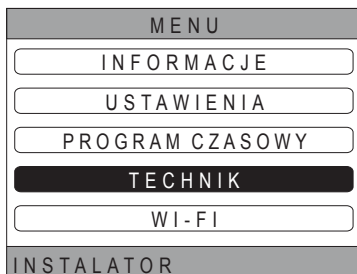 MENU
INFORMACJE
USTAWIENIA
PROGRAM CZASOWY
TECHNIK
WI-FI
INSTALATOR